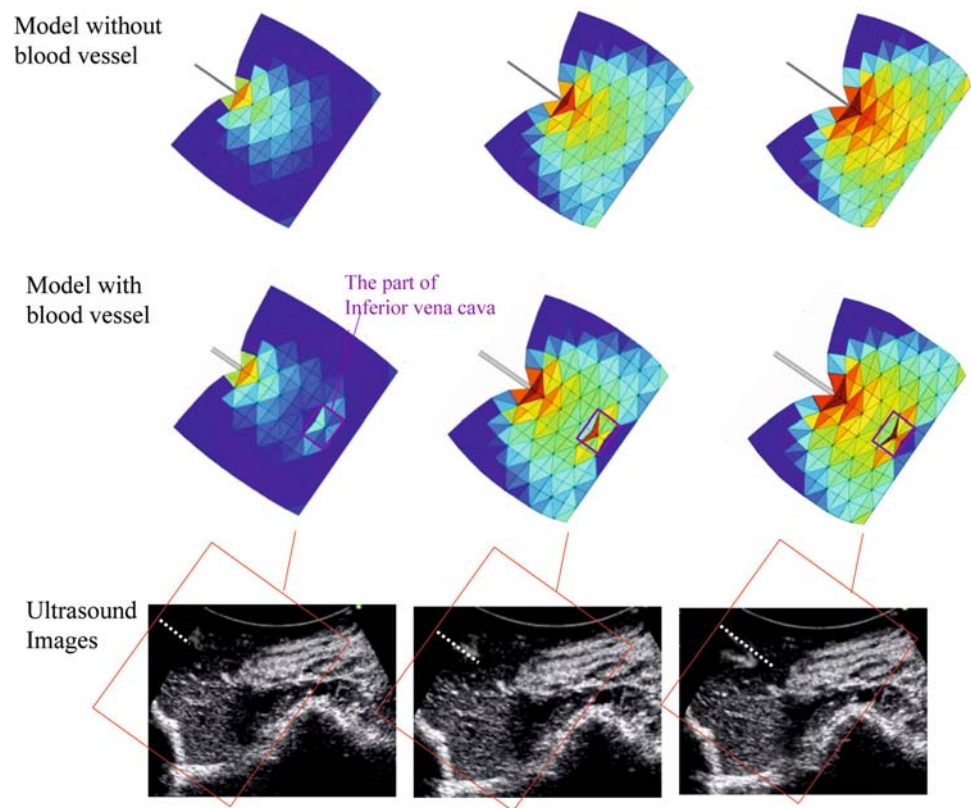 Model without
blood vessel
Model with
blood vessel
The part of
Inferior vena cava
Ultrasound
Images